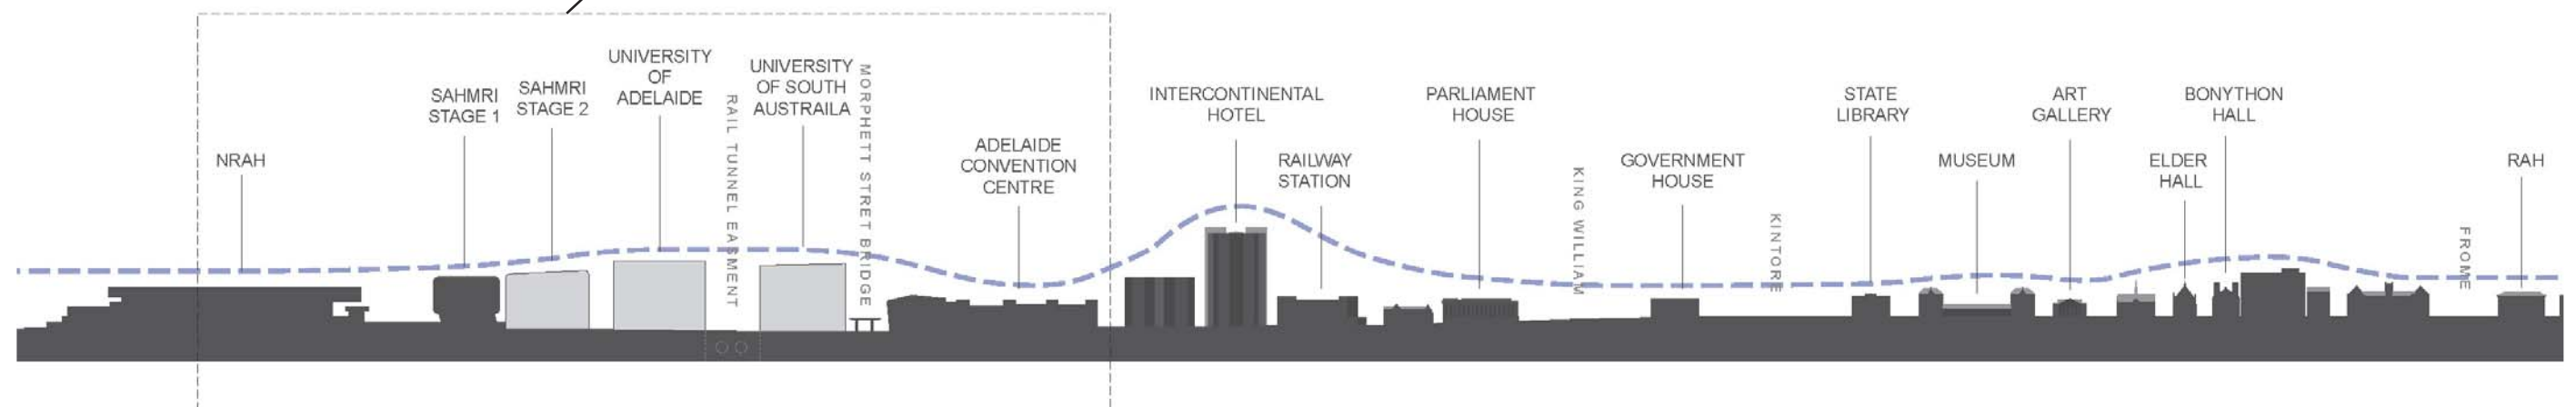 NRAH
SAHMRI
STAGE 1
SAHMRI
STAGE 2
UNIVERSITY
OF
ADELAIDE
RAIL TUNNEL EASMENT
UNIVERSITY
OF SOUTH
AUSTRAILA
MORPHETT STRET BRIDGE
ADELAIDE
CONVENTION
CENTRE
INTERCONTINENTAL
HOTEL
RAILWAY
STATION
PARLIAMENT
HOUSE
KING WILLIAM
GOVERNMENT
HOUSE
KINTORE
STATE
LIBRARY
MUSEUM
ART
GALLERY
ELDER
HALL
BONYTHON
HALL
FROME
RAH